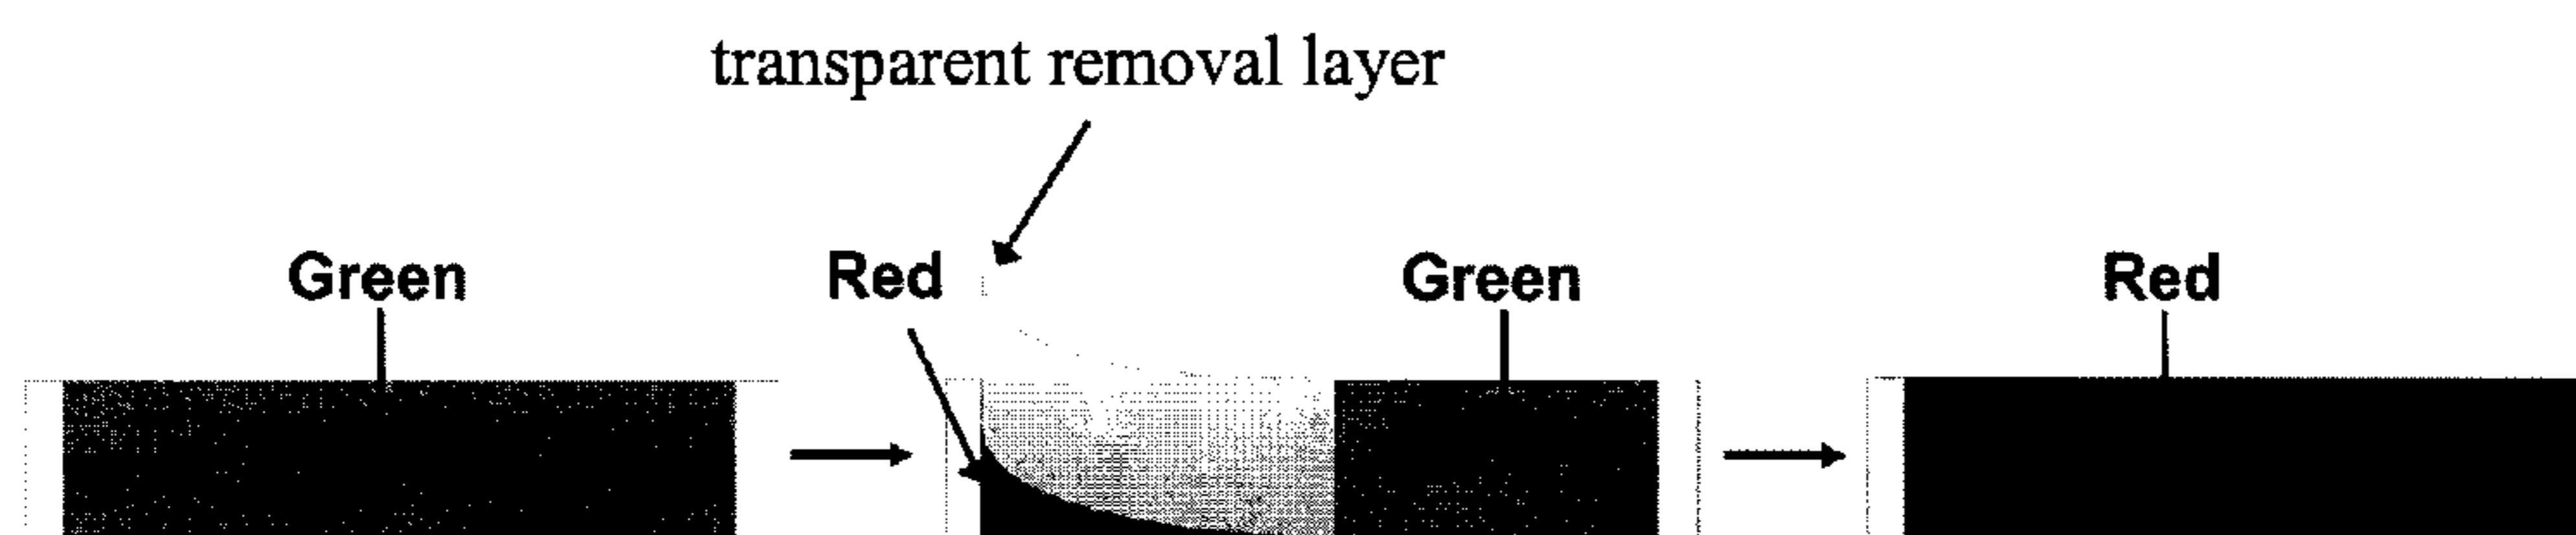 transparent removal layer
Green
Red
Green
Red